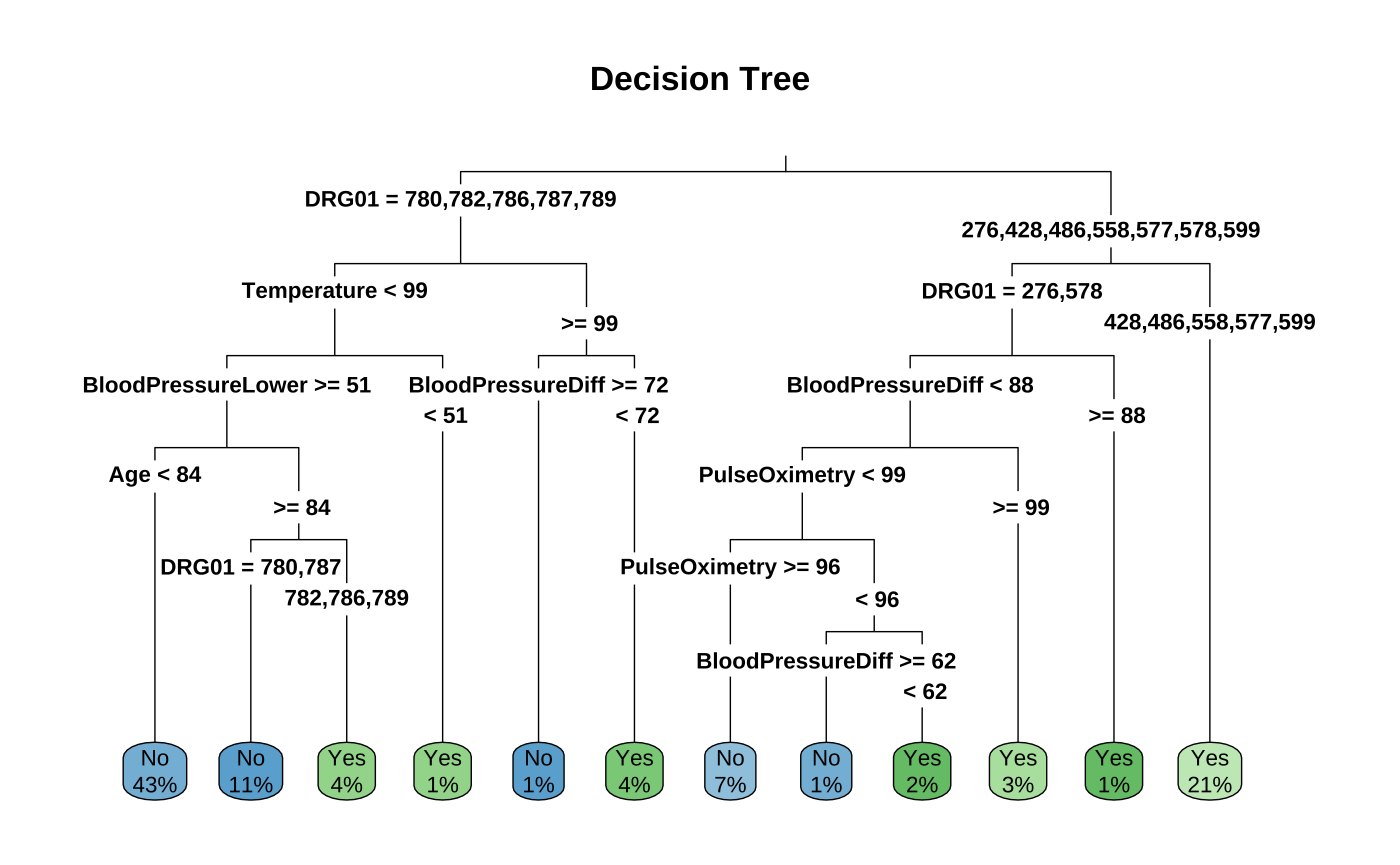 Decision Tree
DRG01 = 780,782,786,787,789
276,428,486,558,577,578,599
Temperature < 99
DRG01 = 276,578
>= 99
428,486,558,577,599
BloodPressureLower >= 51
BloodPressureDiff >= 72
BloodPressureDiff < 88
< 51
< 72
>= 88
Age < 84
PulseOximetry < 99
>= 84
>= 99
DRG01 = 780,787
PulseOximetry >= 96
782,786,789
< 96
BloodPressureDiff >= 62
< 62
No
43%
No
11%
Yes
4%
Yes
1%
No
1%
Yes
4%
No
7%
No
1%
Yes
2%
Yes
3%
Yes
1%
Yes
21%